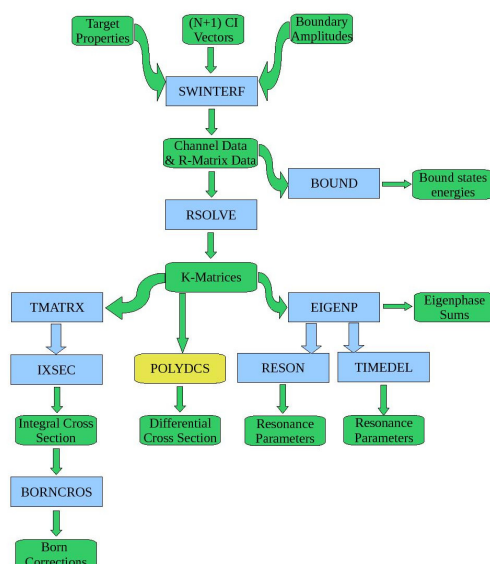 Target
Properties
(N+1) CI
Vectors
Boundary
Amplitudes
SWINTERF
Channel Data
& R-Matrix Data
BOUND
Bound states
energies
RSOLVE
K-Matrices
TMATRX
EIGENP
Eigenphase
Sums
IXSEC
POLYDCS
RESON
TIMEDEL
Integral Cross
Section
Differential
Cross Section
Resonance
Parameters
Resonance
Parameters
BORNCROS
Born
Corrections